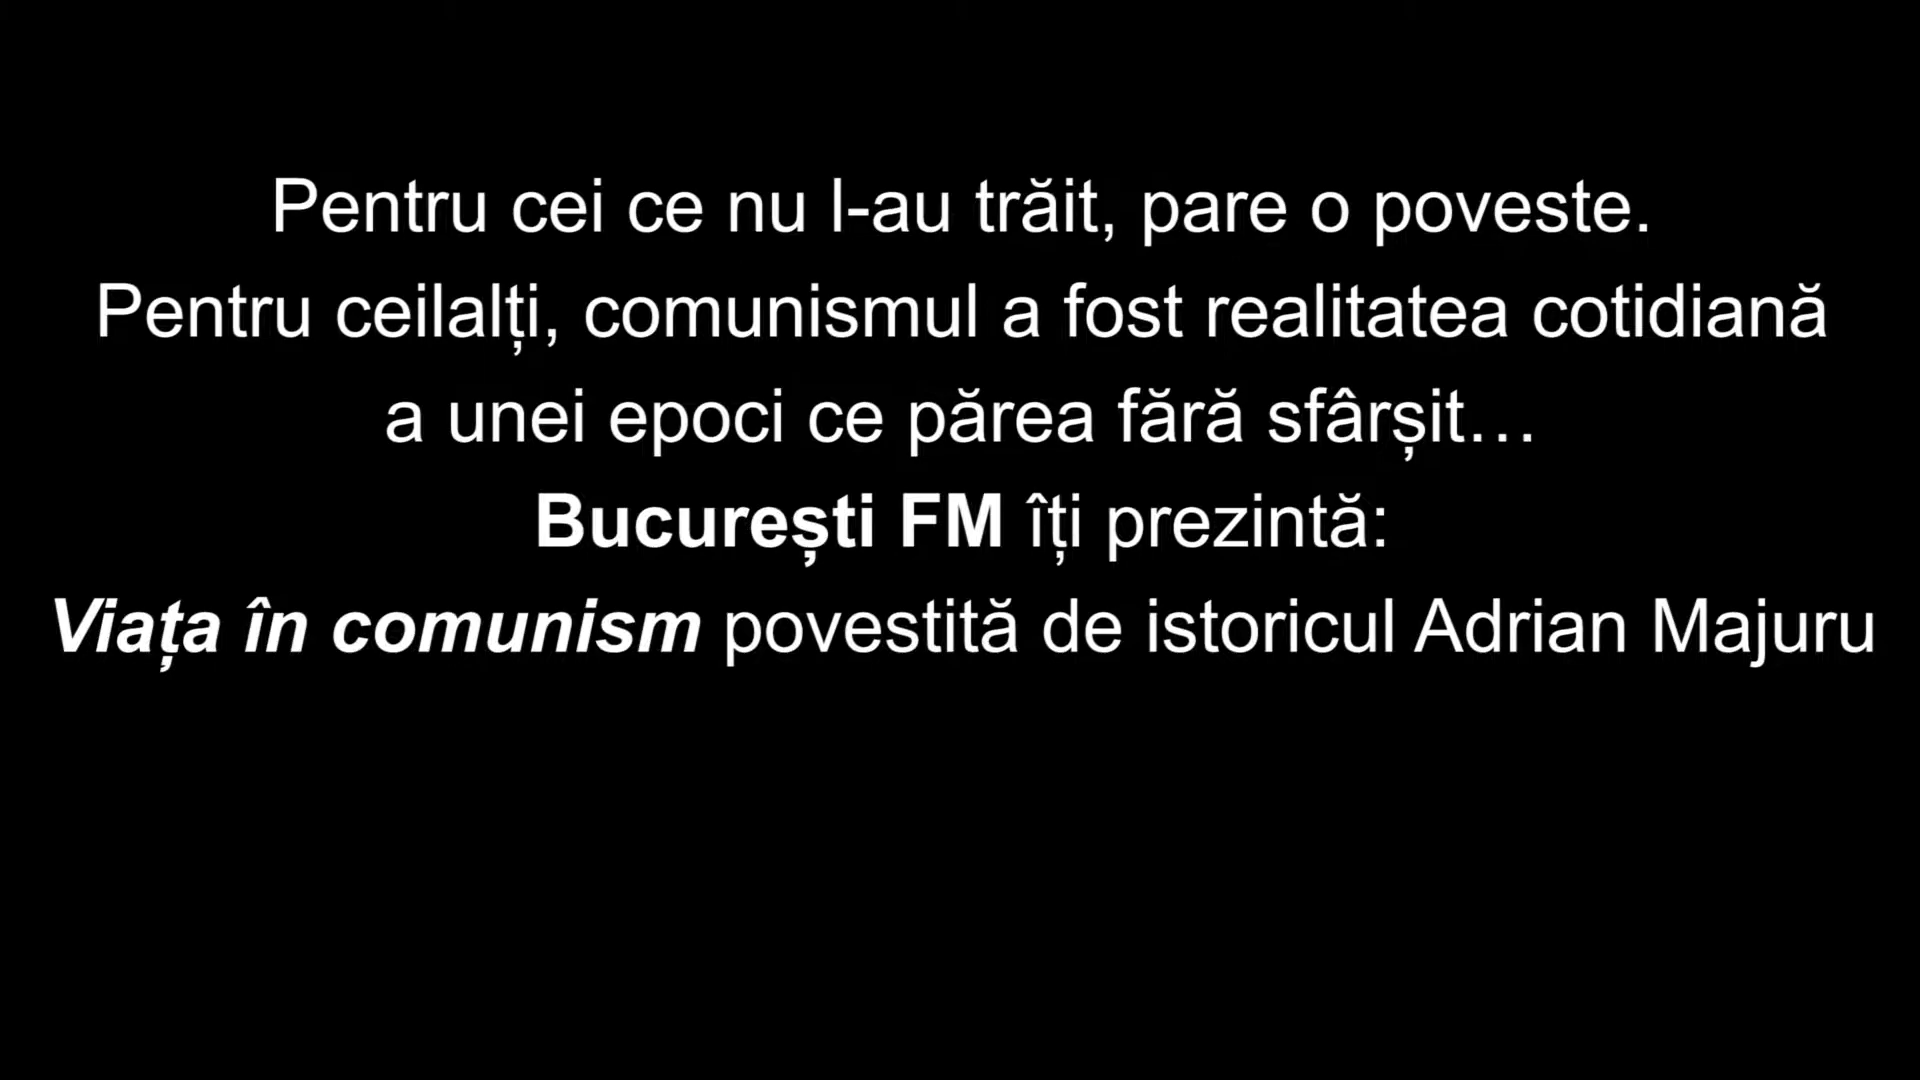 Pentru cei ce nu l-au trăit, pare o poveste.
Pentru ceilalți, comunismul a fost realitatea cotidiană
a unei epoci ce părea fără sfârșit…
București FM îți prezintă:
Viața în comunism povestită de istoricul Adrian Majuru